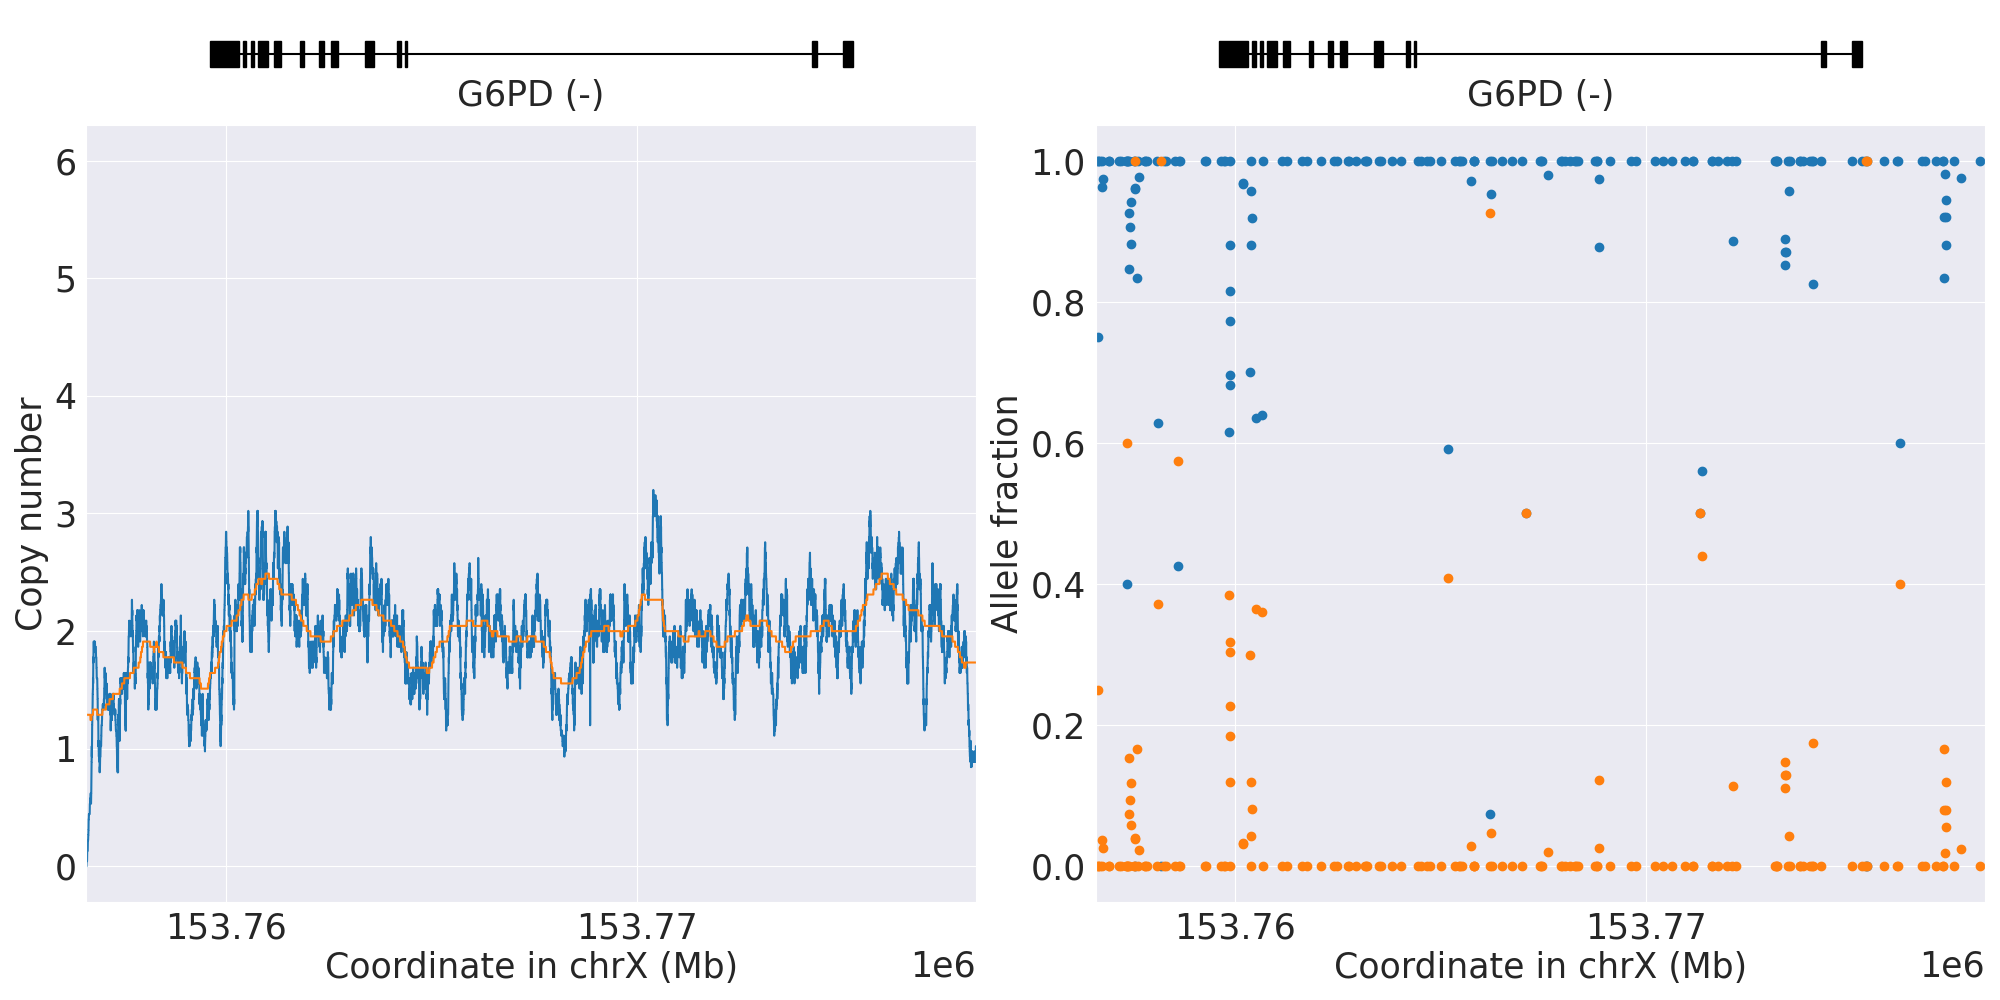 G6PD (-)
Copy number
6
5
4
3
2
1
0
153.76
153.77
Coordinate in chrX (Mb)
1e6
G6PD (-)
Allele fraction
1.0
0.8
0.6
0.4
0.2
0.0
153.76
153.77
Coordinate in chrX (Mb)
1e6